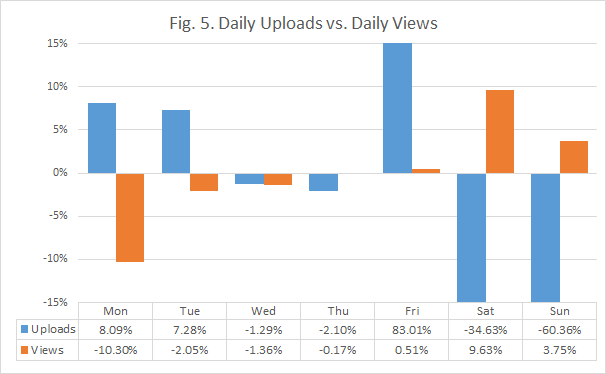 Fig. 5. Daily Uploads vs. Daily Views
15%
10%
5%
0%
-5%
-10%
-15%
Mon Tue Wed Thu Fri Sat Sun
Uploads 8.09% 7.28% -1.29% -2.10% 83.01% -34.63% -60.36%
Views -10.30% -2.05% -1.36% -0.17% 0.51% 9.63% 3.75%